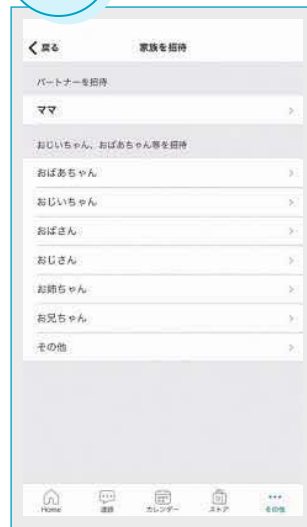 戻る 家族を招待
パートナーを招待
ママ
おじいちゃん、おばあちゃん等を招待
おばあちゃん
おじいちゃん
おばさん
おじさん
お姉ちゃん
お兄ちゃん
その他
Home 連絡 カレンダー ストア その他